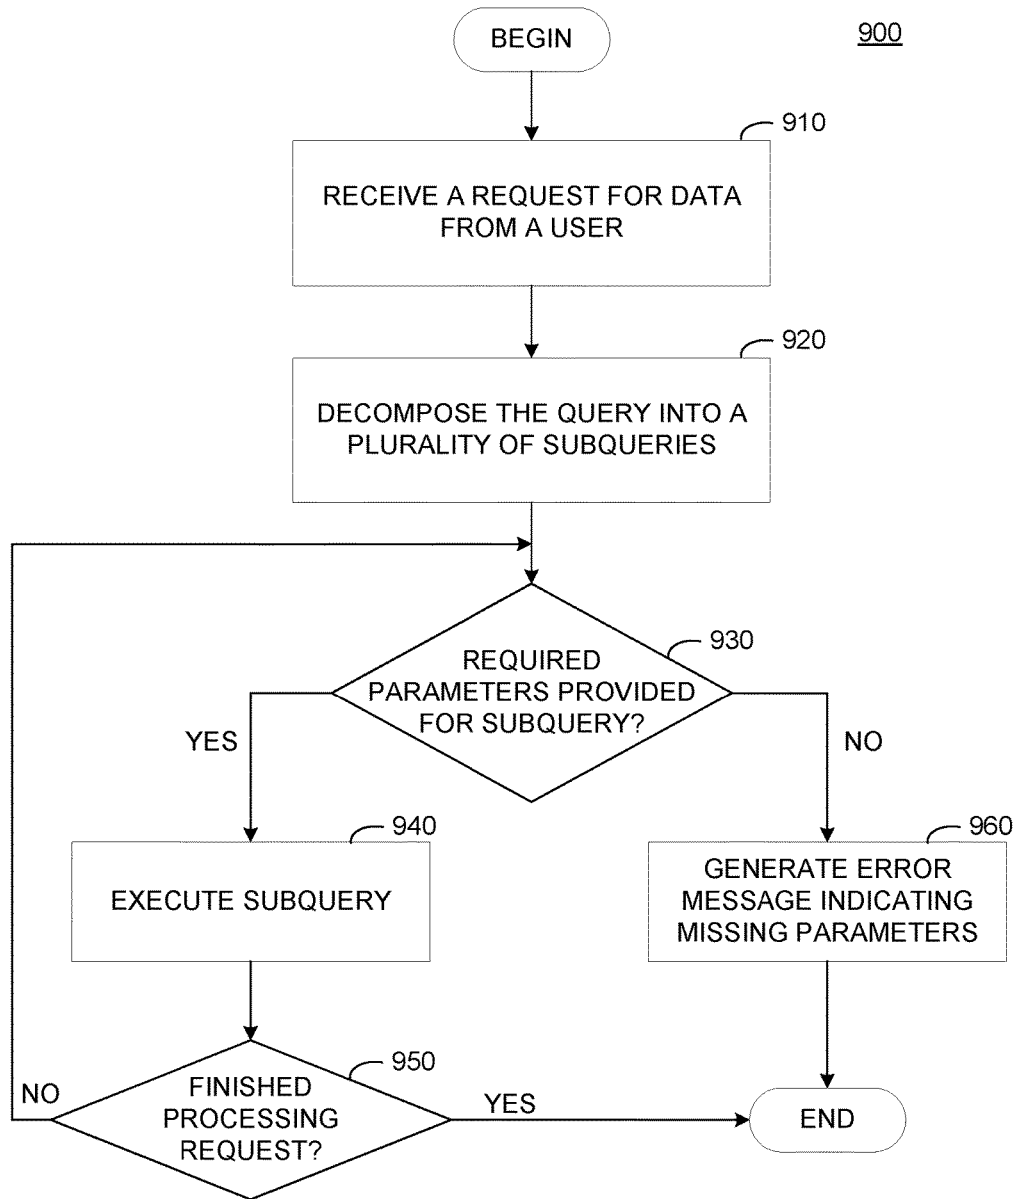 BEGIN
900
910
RECEIVE A REQUEST FOR DATA
FROM A USER
920
DECOMPOSE THE QUERY INTO A
PLURALITY OF SUBQUERIES
930
REQUIRED
PARAMETERS PROVIDED
FOR SUBQUERY?
YES
NO
940
EXECUTE SUBQUERY
960
GENERATE ERROR
MESSAGE INDICATING
MISSING PARAMETERS
950
FINISHED
PROCESSING
REQUEST?
NO
YES
END